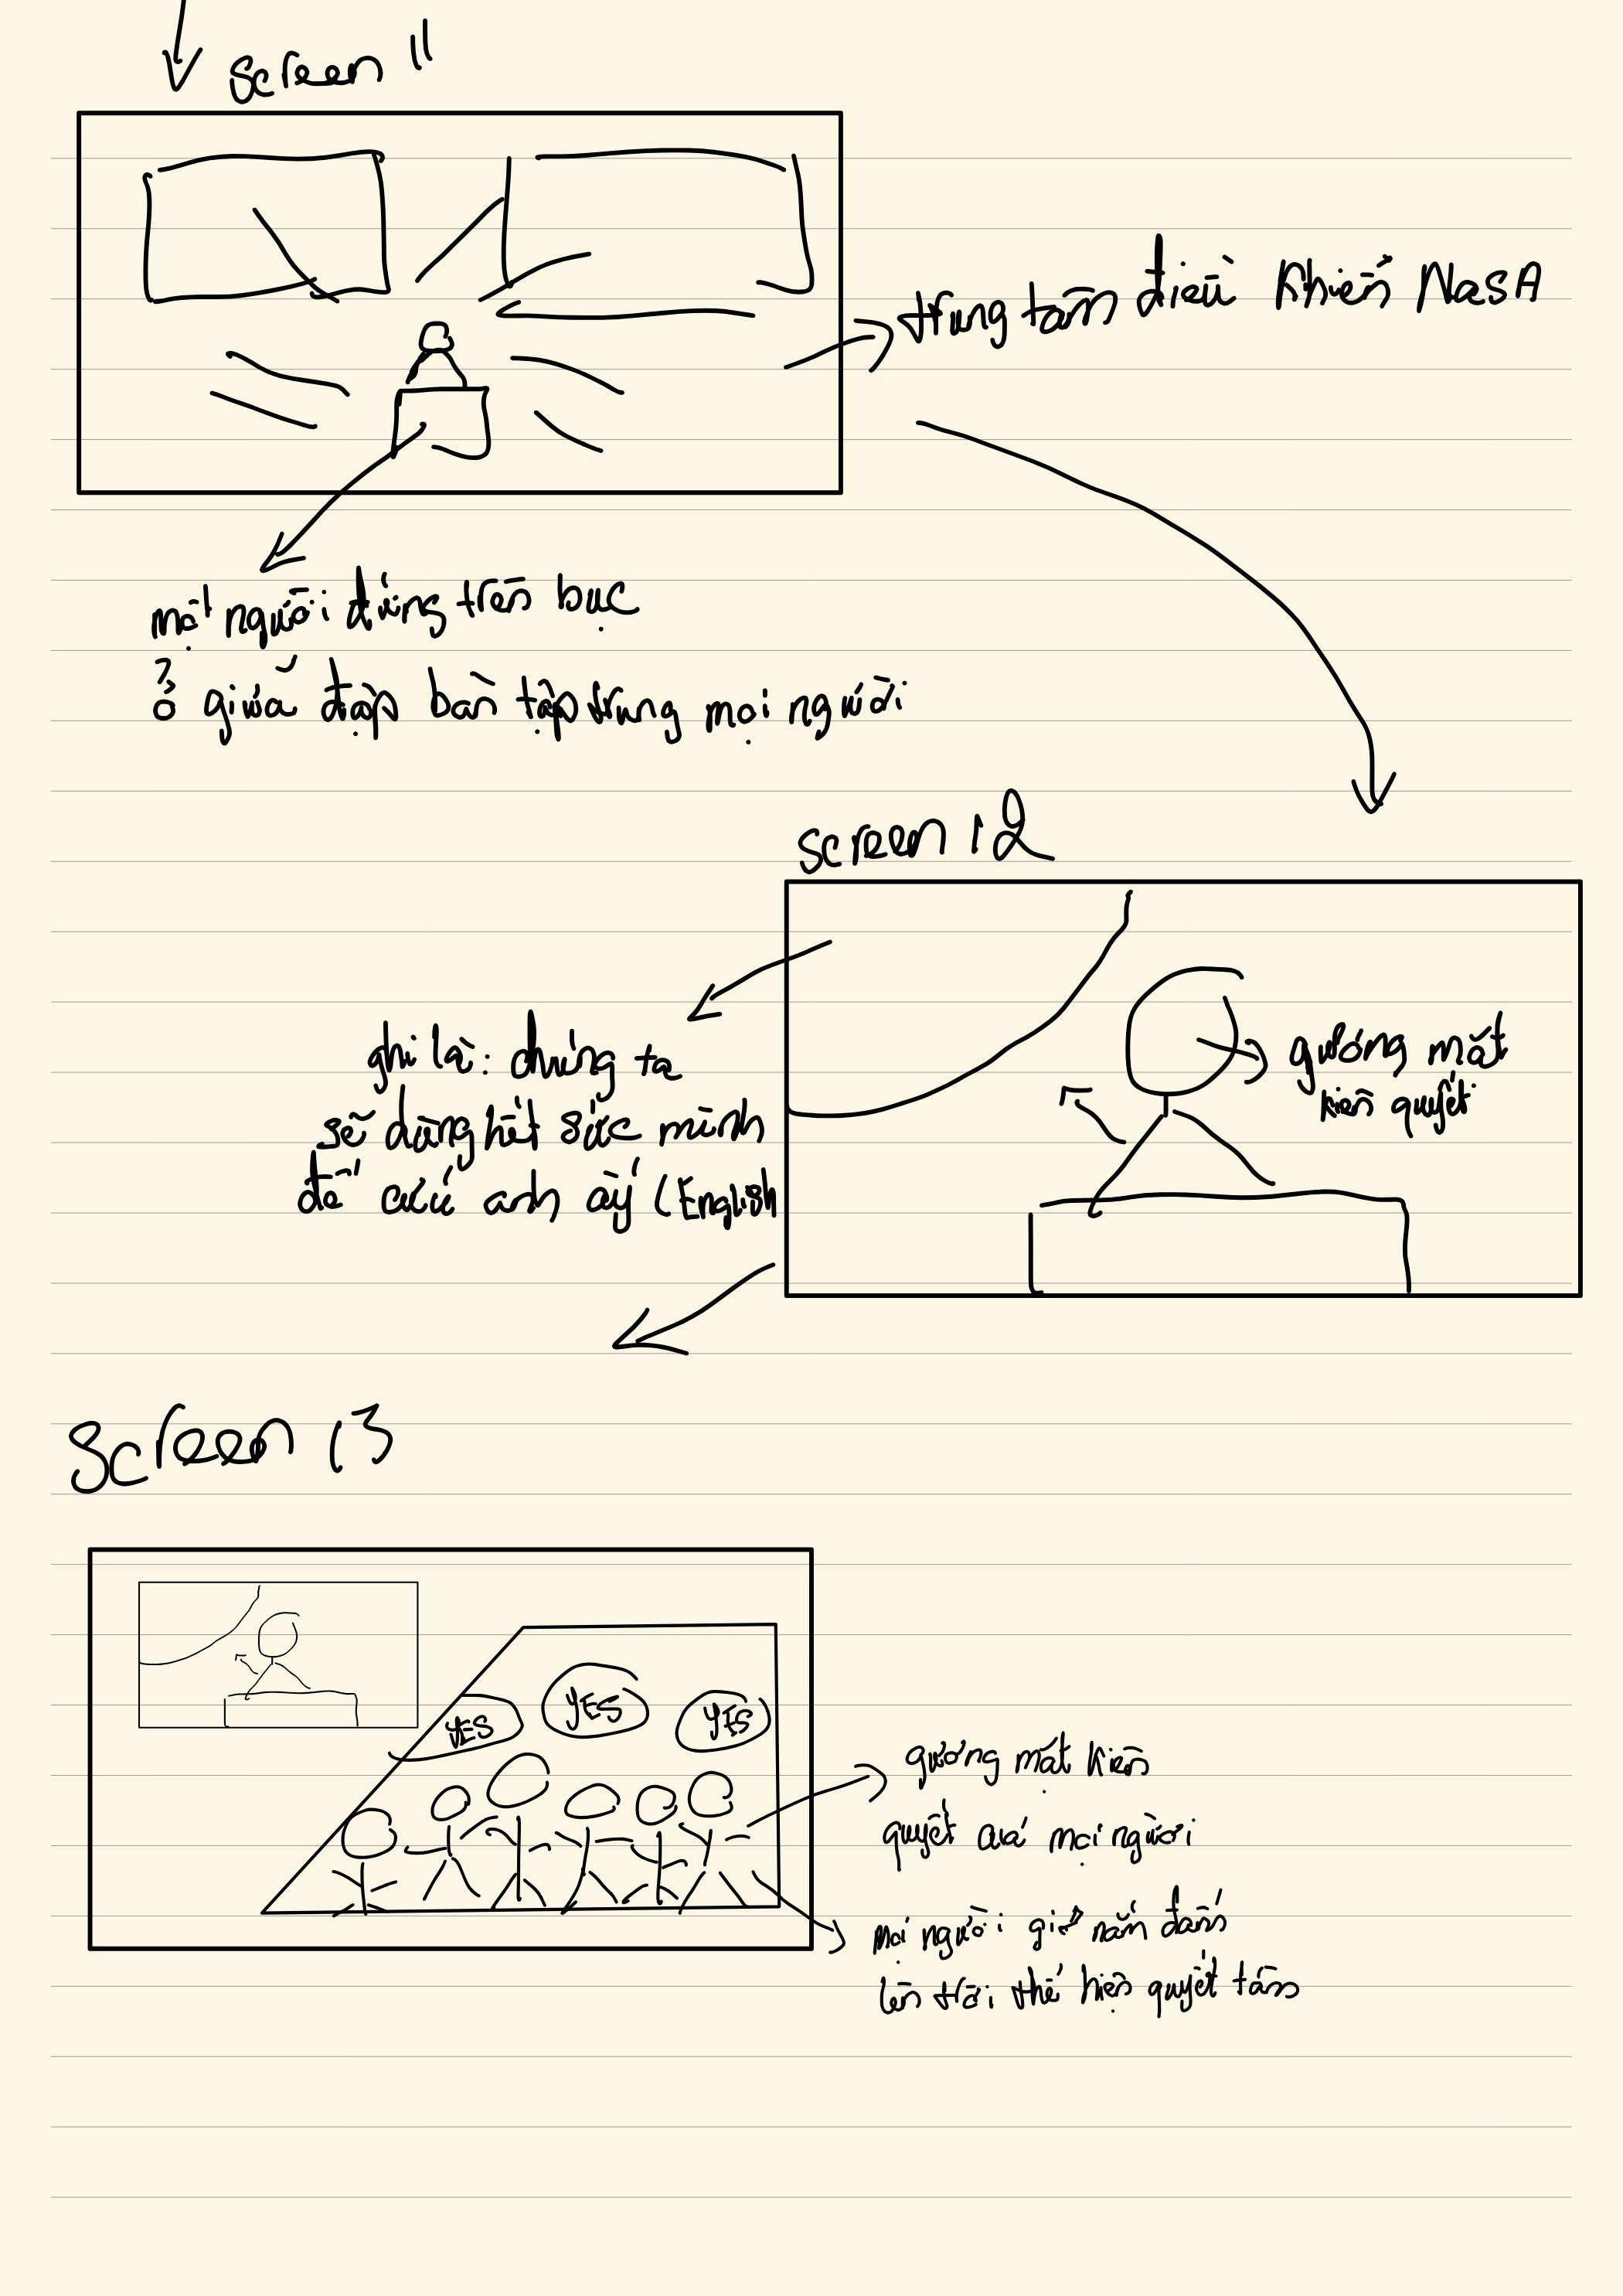 screen 11
trung tâm điều khiển NASA
một người đứng trên bục
ở giữa đập bàn tập trung mọi người
screen 12
ghi là: chúng ta
sẽ dùng hết sức mình
để cứu anh ấy (English
gương mặt
kiên quyết
Screen 13
YES
YES
YES
gương mặt kiên
quyết của mọi người
mọi người giơ nắm đấm
lên trời thể hiện quyết tâm